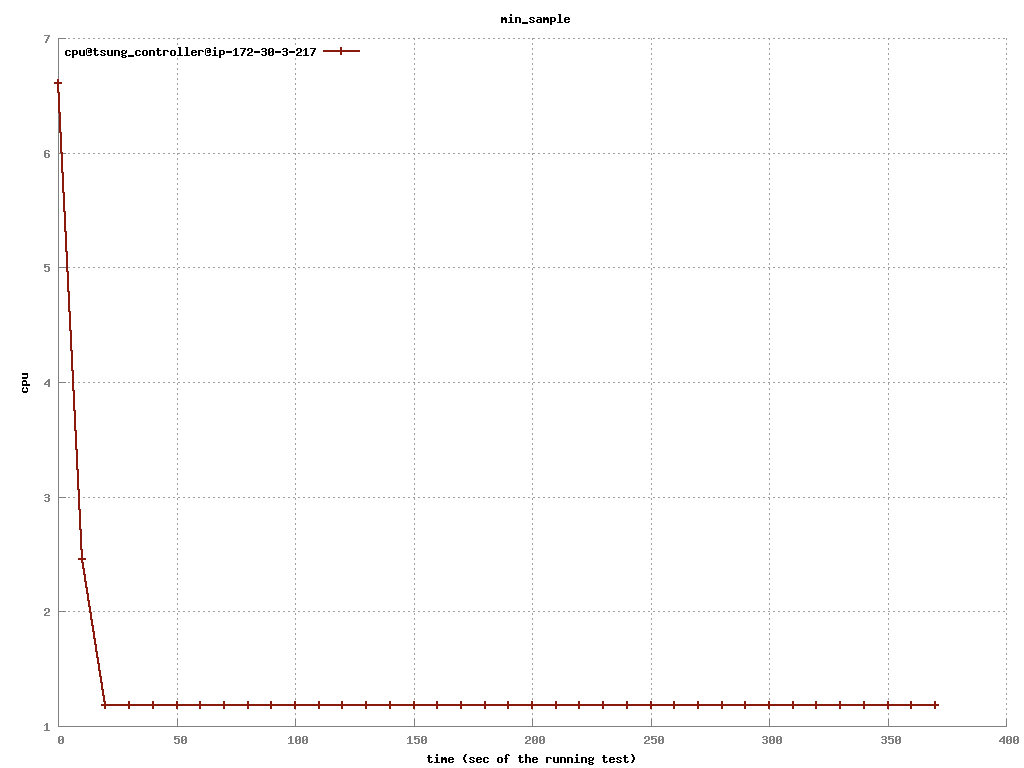 min_sample
7
cpu@tsung_controller@ip-172-30-3-217
6
5
cpu
4
3
2
1
0 50 100 150 200 250 300 350 400
time (sec of the running test)